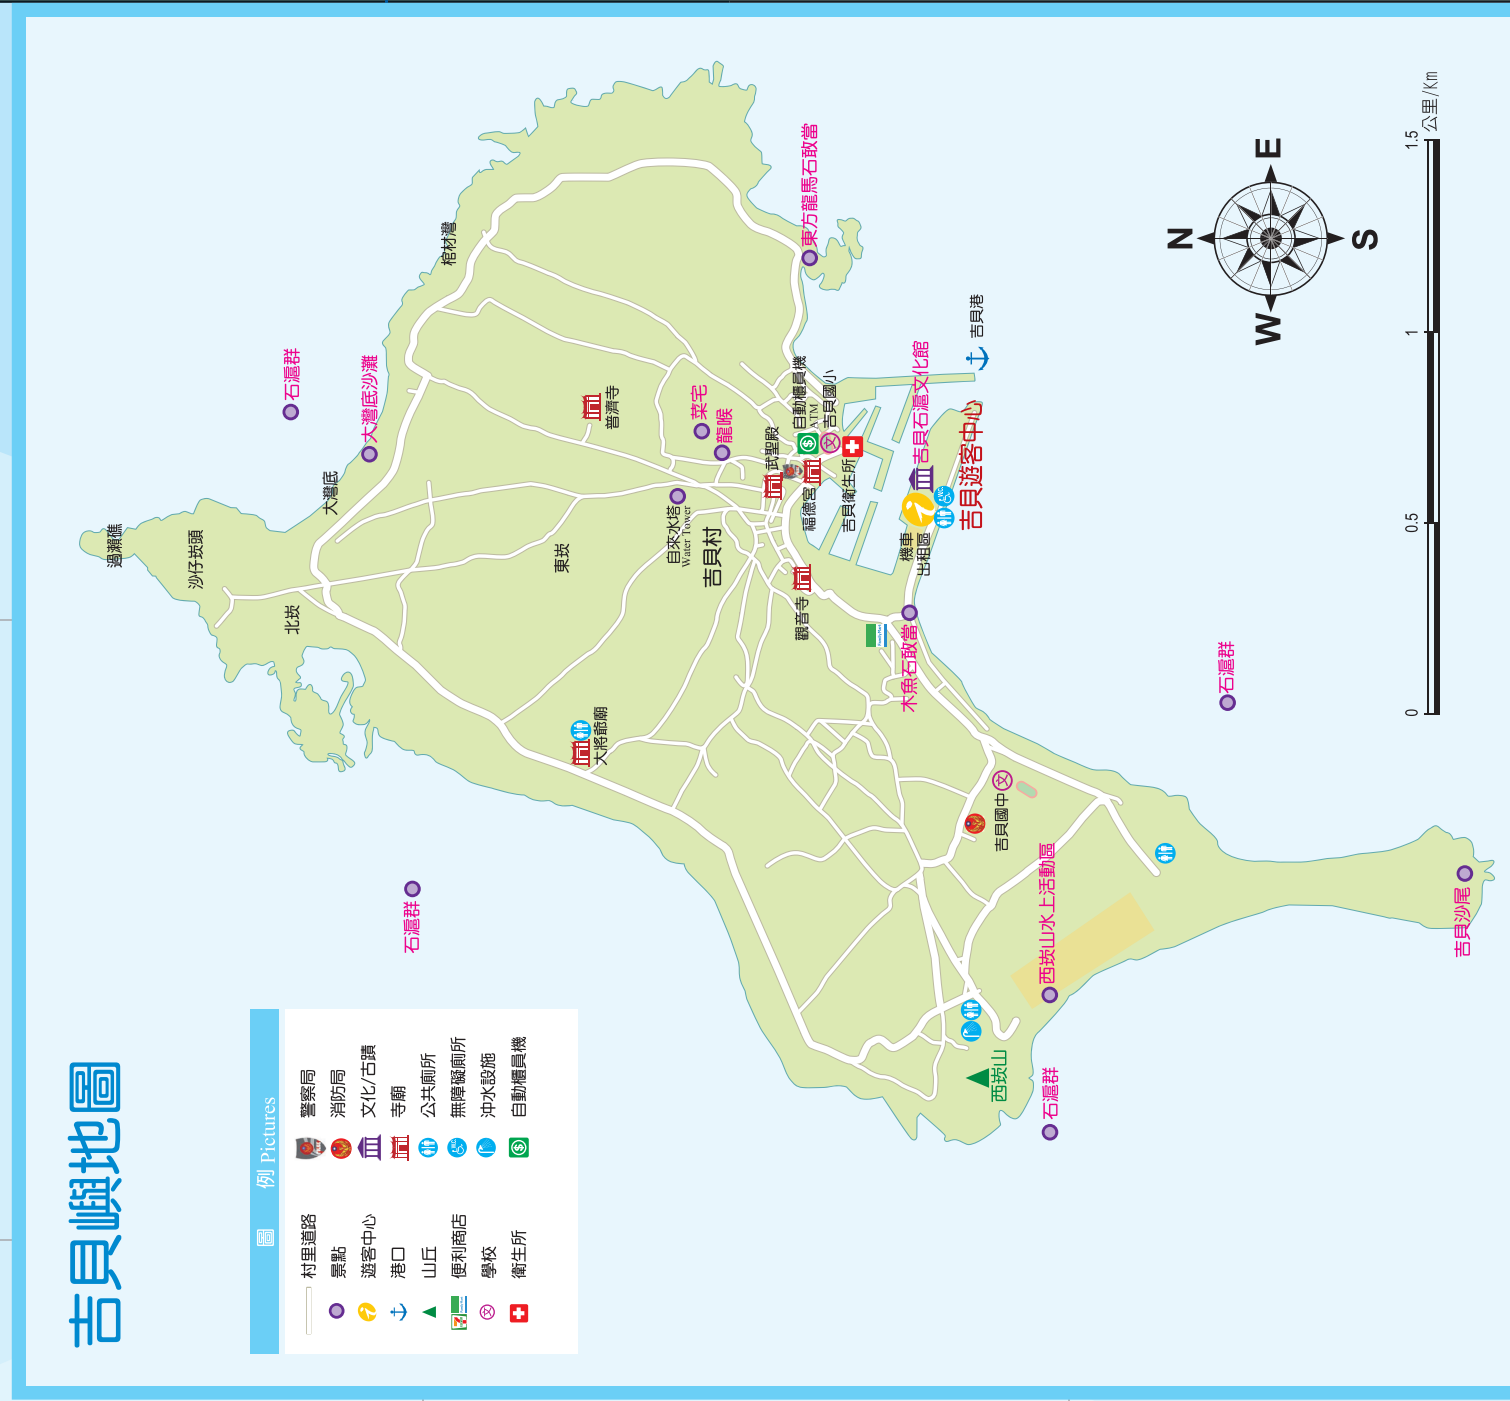 吉貝嶼地圖
圖 例 Pictures
村里道路
景點
遊客中心
港口
山丘
便利商店
學校
衛生所
警察局
消防局
文化/古蹟
寺廟
公共廁所
無障礙廁所
沖水設施
自動櫃員機
過瀨礁
沙仔崁頭
北崁
大灣底
石滬群
大灣底沙灘
棺材灣
東崁
普濟寺
菜宅
龍喉
自來水塔
Water Tower
吉貝村
武聖殿
自動櫃員機
ATM
吉貝國小
福德宮
吉貝衛生所
觀音寺
東方龍馬石敢當
吉貝港
吉貝石滬文化館
吉貝遊客中心
機車
出租區
木魚石敢當
大將爺廟
石滬群
吉貝國中
西崁山水上活動區
西崁山
石滬群
石滬群
吉貝沙尾
N
E
S
W
0
0.5
1
1.5
公里/Km